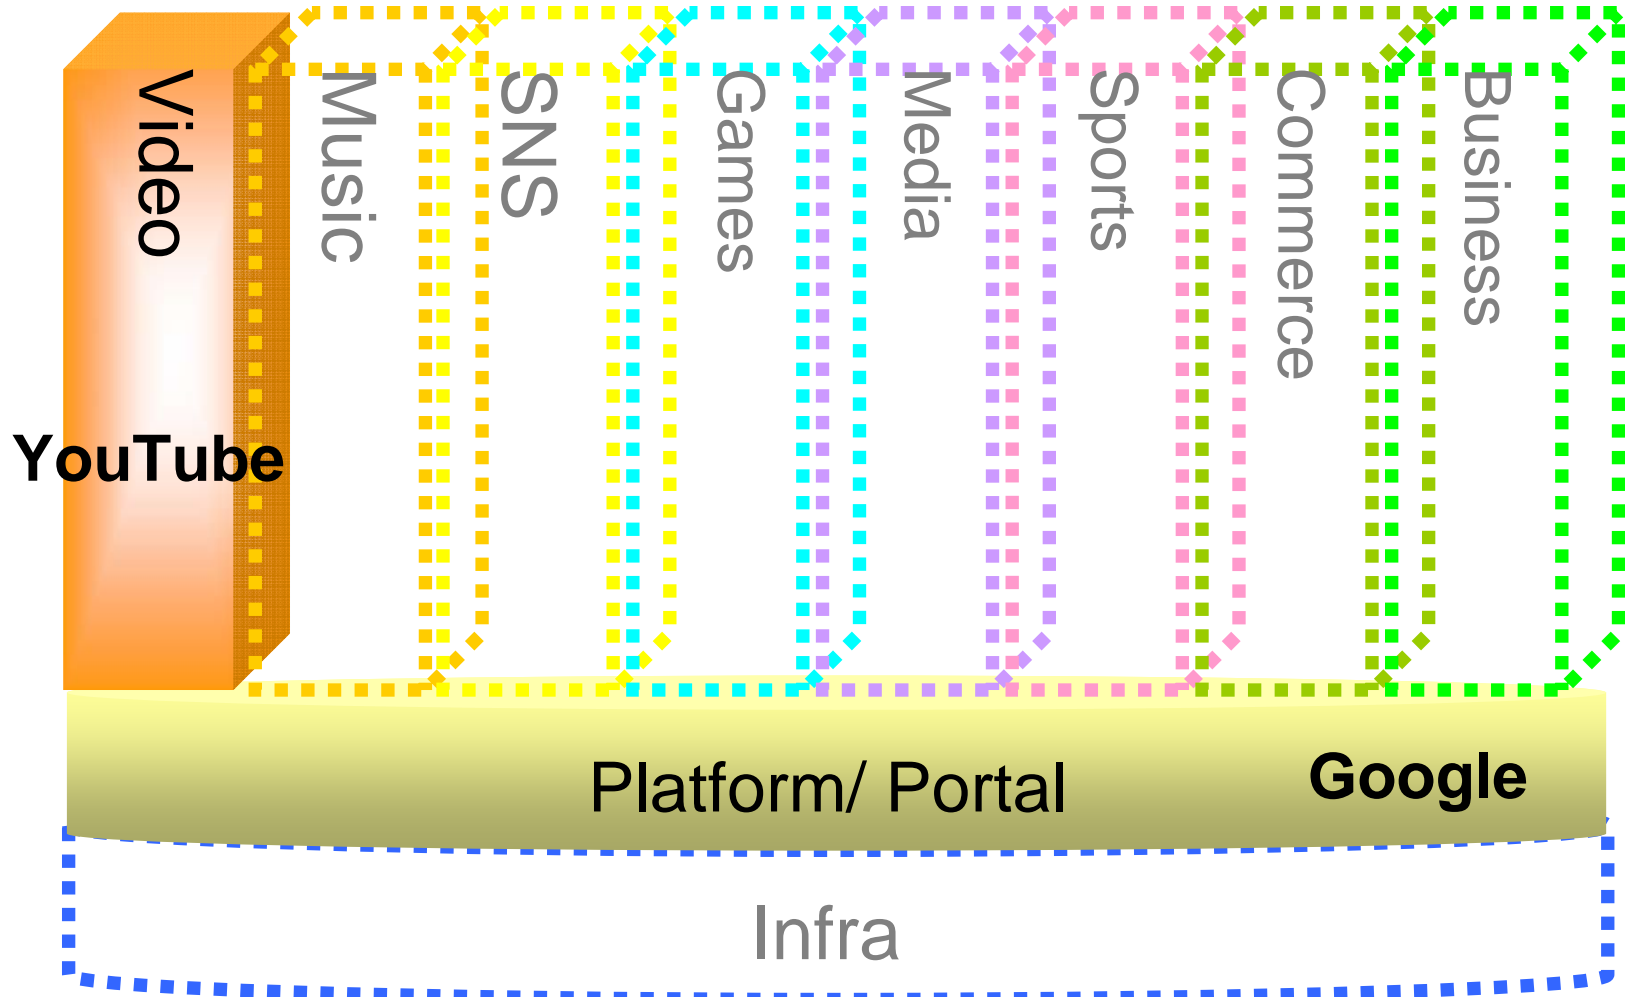 Video
Music
SNS
Games
Media
Sports
Commerce
Business
YouTube
Platform/ Portal
Google
Infra